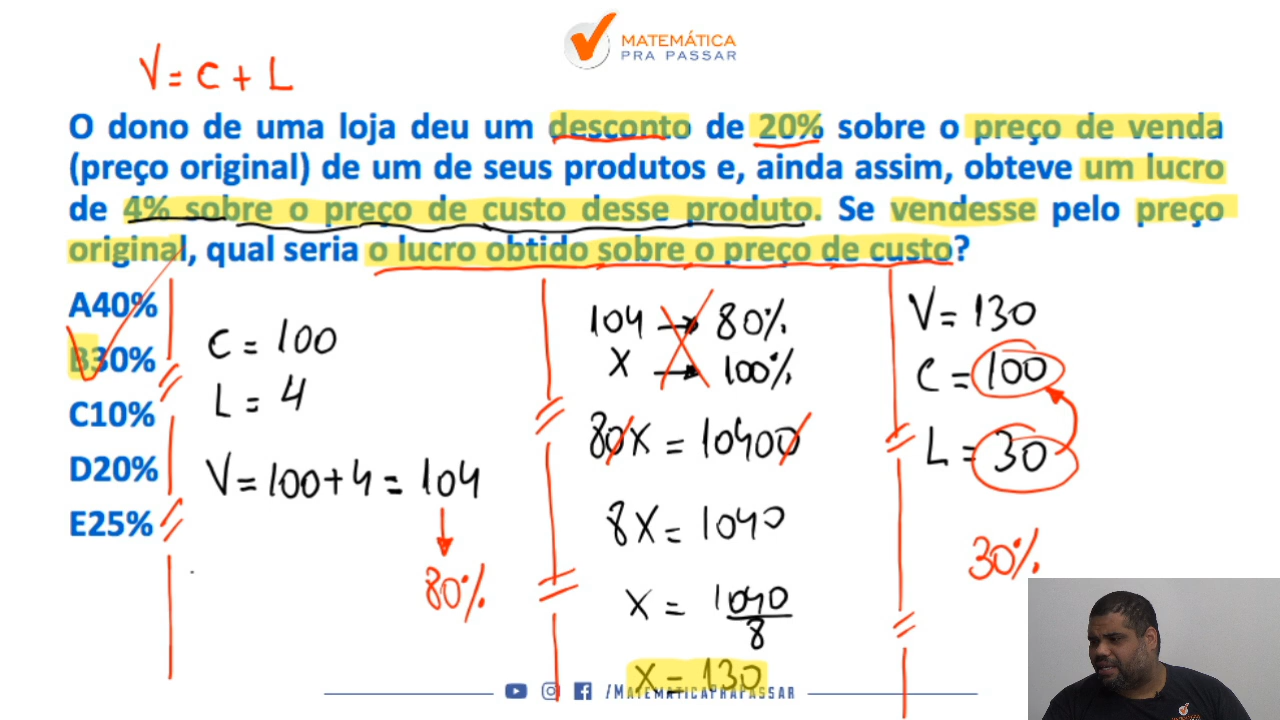 MATEMÁTICA
PRA PASSAR
V = C + L
O dono de uma loja deu um desconto de 20% sobre o preço de venda
(preço original) de um de seus produtos e, ainda assim, obteve um lucro
de 4% sobre o preço de custo desse produto. Se vendesse pelo preço
original, qual seria o lucro obtido sobre o preço de custo?
A40%
B30%
C10%
D20%
E25%
C = 100
L = 4
V = 100+4 = 104
80%
104 → 80%
X → 100%
80X = 10400
8X = 1040
X = 1040
8
X = 130
V = 130
C = 100
L = 30
30%
/MATEMÁTICAPRAPASSAR